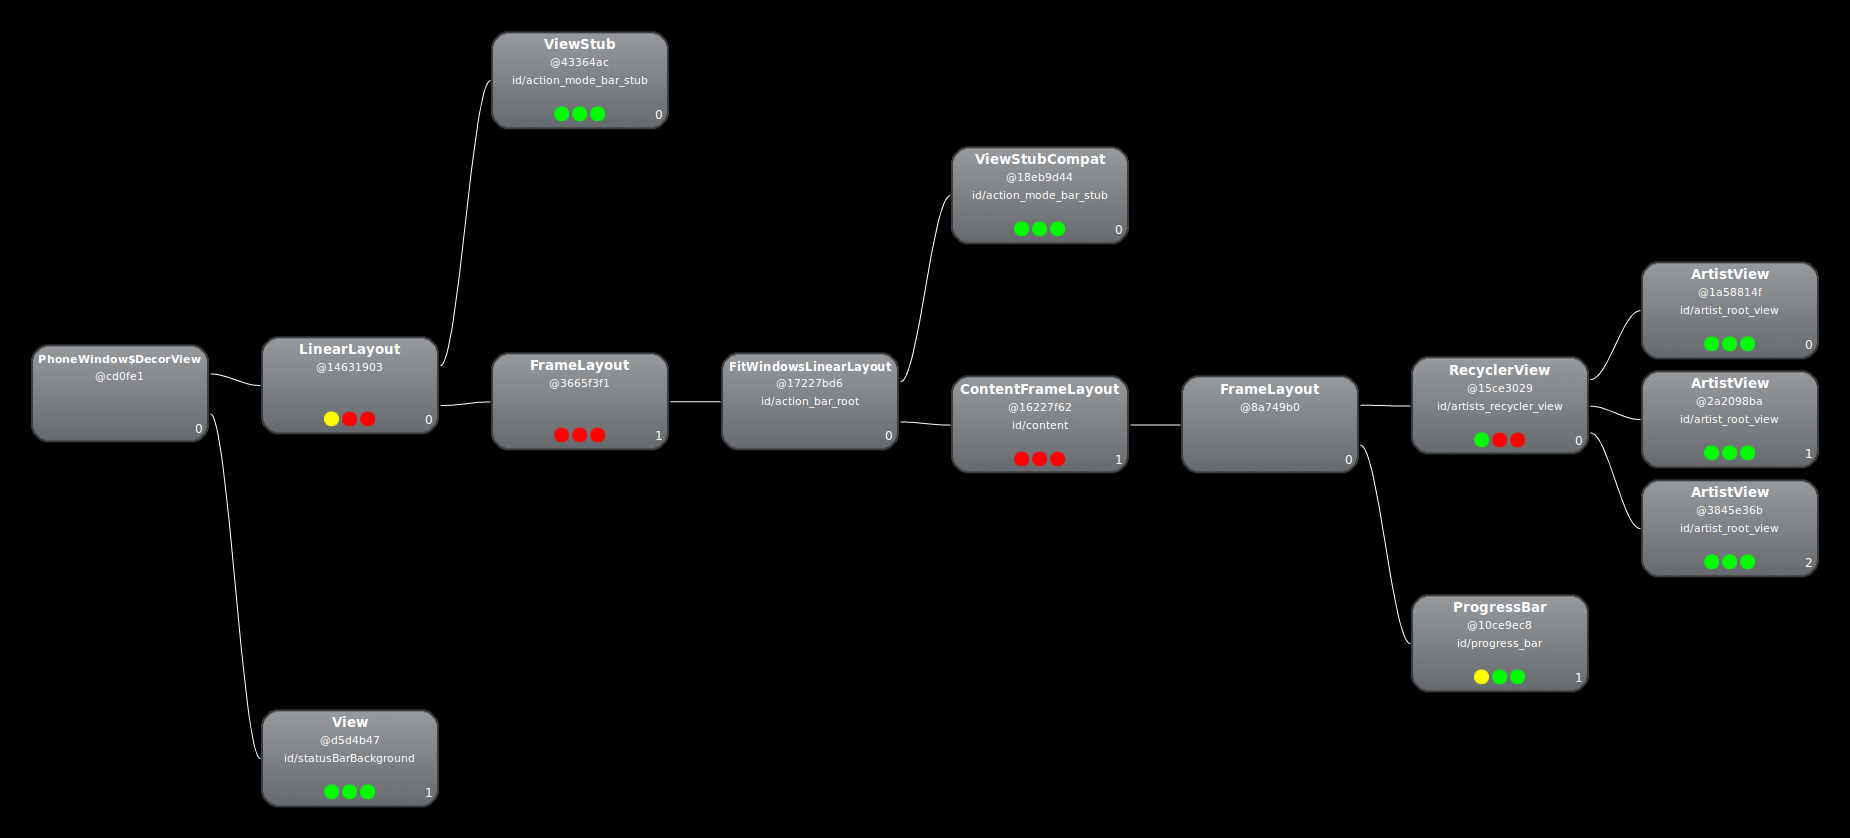 ViewStub
@43364ac
id/action_mode_bar_stub
0
ViewStubCompat
@18eb9d44
id/action_mode_bar_stub
0
ArtistView
@1a58814f
id/artist_root_view
0
PhoneWindow$DecorView
@cd0fe1
0
LinearLayout
@14631903
0
FrameLayout
@3665f3f1
1
FitWindowsLinearLayout
@17227bd6
id/action_bar_root
0
ContentFrameLayout
@16227f62
id/content
1
FrameLayout
@8a749b0
0
RecyclerView
@15ce3029
id/artists_recycler_view
0
ArtistView
@2a2098ba
id/artist_root_view
1
ArtistView
@3845e36b
id/artist_root_view
2
ProgressBar
@10ce9ec8
id/progress_bar
1
View
@d5d4b47
id/statusBarBackground
1